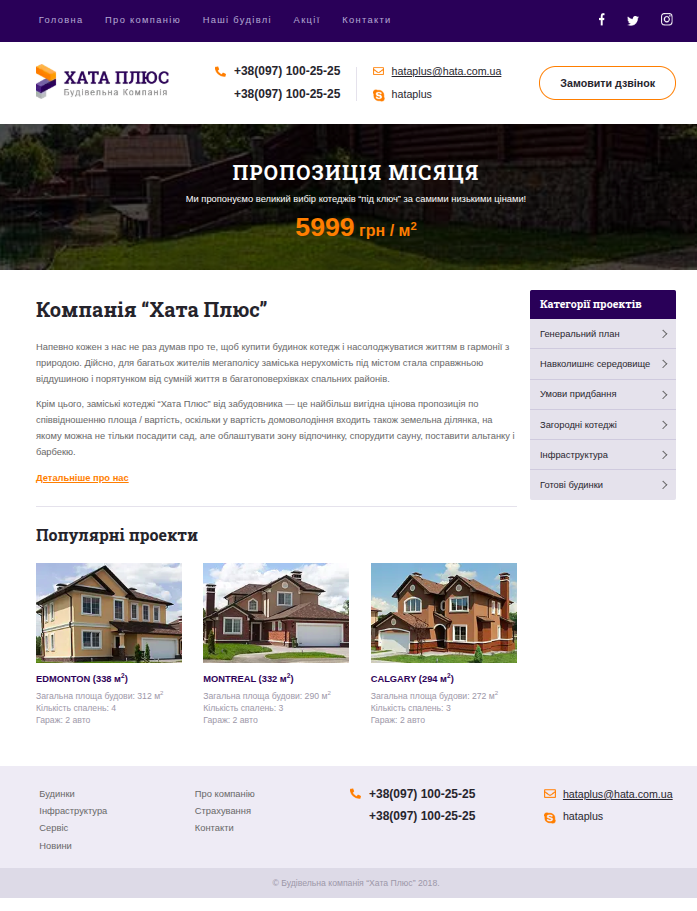 Головна Про компанію Наші будівлі Акції Контакти
ХАТА ПЛЮС
Будівельна Компанія
+38(097) 100-25-25
+38(097) 100-25-25
hataplus@hata.com.ua
hataplus
Замовити дзвінок
ПРОПОЗИЦІЯ МІСЯЦЯ
Ми пропонуємо великий вибір котеджів “під ключ” за самими низькими цінами!
5999 грн / м²
Компанія “Хата Плюс”
Напевно кожен з нас не раз думав про те, щоб купити будинок котедж і насолоджуватися життям в гармонії з
природою. Дійсно, для багатьох жителів мегаполісу заміська нерухомість під містом стала справжньою
віддушиною і порятунком від сумній життя в багатоповерхівках спальних районів.
Крім цього, заміські котеджі “Хата Плюс” від забудовника — це найбільш вигідна цінова пропозиція по
співвідношенню площа / вартість, оскільки у вартість домоволодіння входить також земельна ділянка, на
якому можна не тільки посадити сад, але облаштувати зону відпочинку, спорудити сауну, поставити альтанку і
барбекю.
Детальніше про нас
Категорії проектів
Генеральний план
Навколишнє середовище
Умови придбання
Загородні котеджі
Інфраструктура
Готові будинки
Популярні проекти
EDMONTON (338 м²)
Загальна площа будови: 312 м²
Кількість спалень: 4
Гараж: 2 авто
MONTREAL (332 м²)
Загальна площа будови: 290 м²
Кількість спалень: 3
Гараж: 2 авто
CALGARY (294 м²)
Загальна площа будови: 272 м²
Кількість спалень: 3
Гараж: 2 авто
Будинки
Інфраструктура
Сервіс
Новини
Про компанію
Страхування
Контакти
+38(097) 100-25-25
+38(097) 100-25-25
hataplus@hata.com.ua
hataplus
© Будівельна компанія “Хата Плюс” 2018.